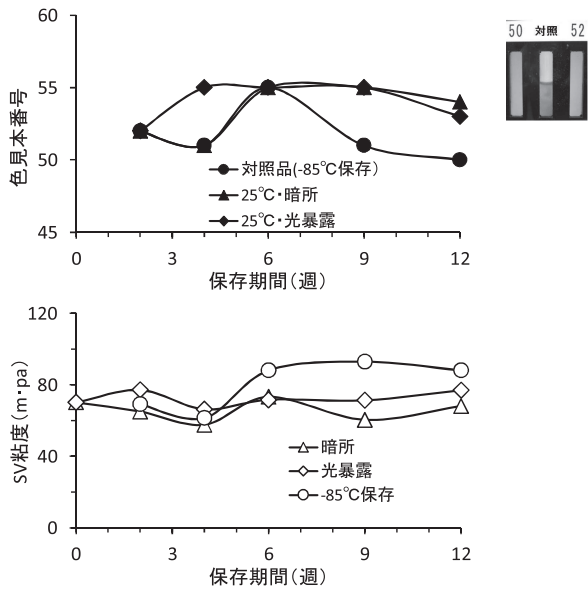 60
55
50
45
色見本番号
対照品(-85℃保存)
25℃・暗所
25℃・光暴露
0 3 6 9 12
保存期間(週)
50 対照 52
120
80
40
0
SV粘度(m・pa)
暗所
光暴露
-85℃保存
0 3 6 9 12
保存期間(週)